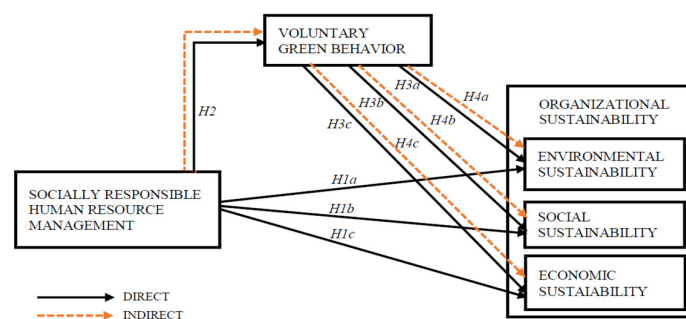 VOLUNTARY
GREEN BEHAVIOR
H2
H3a
H4a
H3b
H4b
H3c
H4c
ORGANIZATIONAL
SUSTAINABILITY
ENVIRONMENTAL
SUSTAINABILITY
SOCIALLY RESPONSIBLE
HUMAN RESOURCE
MANAGEMENT
H1a
H1b
H1c
SOCIAL
SUSTAINABILITY
ECONOMIC
SUSTAIABILITY
DIRECT
INDIRECT